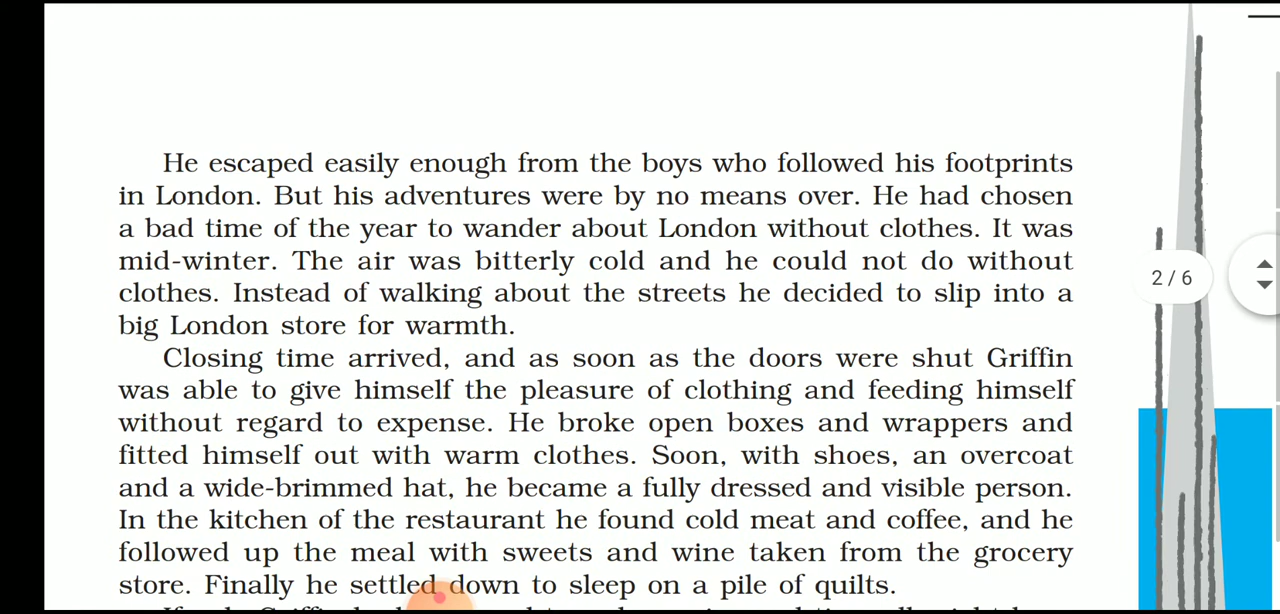 He escaped easily enough from the boys who followed his footprints
in London. But his adventures were by no means over. He had chosen
a bad time of the year to wander about London without clothes. It was
mid-winter. The air was bitterly cold and he could not do without
clothes. Instead of walking about the streets he decided to slip into a
big London store for warmth.
Closing time arrived, and as soon as the doors were shut Griffin
was able to give himself the pleasure of clothing and feeding himself
without regard to expense. He broke open boxes and wrappers and
fitted himself out with warm clothes. Soon, with shoes, an overcoat
and a wide-brimmed hat, he became a fully dressed and visible person.
In the kitchen of the restaurant he found cold meat and coffee, and he
followed up the meal with sweets and wine taken from the grocery
store. Finally he settled down to sleep on a pile of quilts.
2 / 6